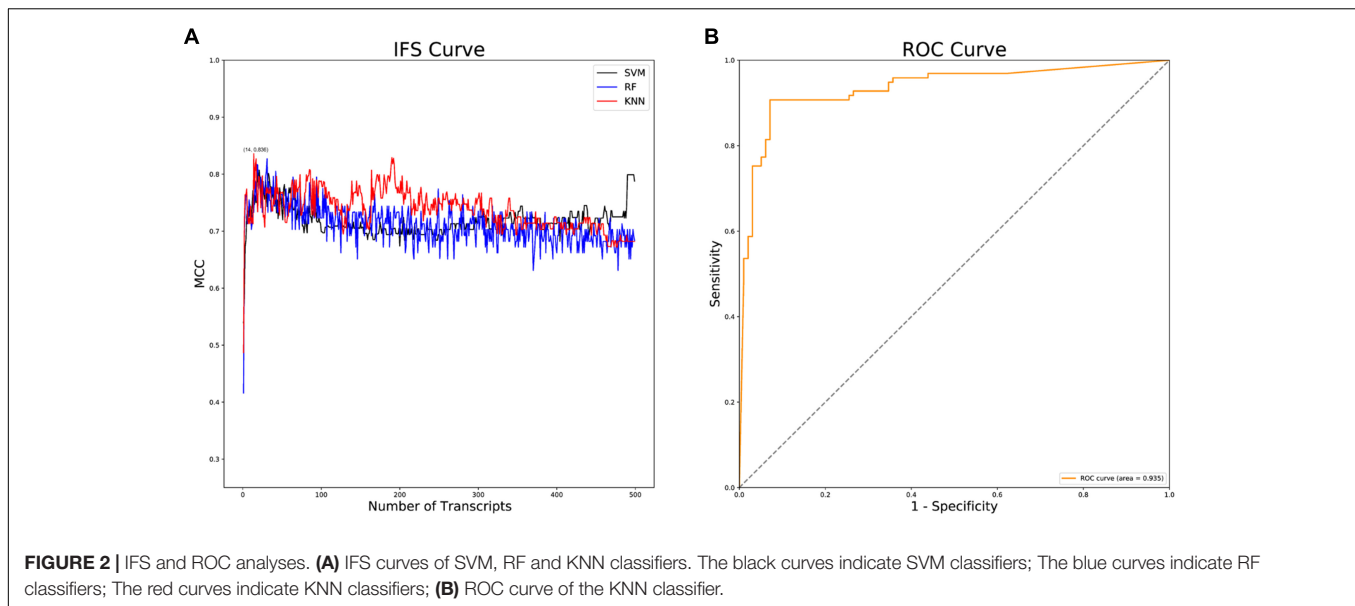 A
IFS Curve
SVM
RF
KNN
(14, 0.836)
1.0
0.9
0.8
0.7
0.6
0.5
0.4
0.3
MCC
0
100
200
300
400
500
Number of Transcripts
B
ROC Curve
1.0
0.8
0.6
0.4
0.2
0.0
Sensitivity
ROC curve (area = 0.935)
0.0
0.2
0.4
0.6
0.8
1.0
1 - Specificity
FIGURE 2 | IFS and ROC analyses. (A) IFS curves of SVM, RF and KNN classifiers. The black curves indicate SVM classifiers; The blue curves indicate RF
classifiers; The red curves indicate KNN classifiers; (B) ROC curve of the KNN classifier.